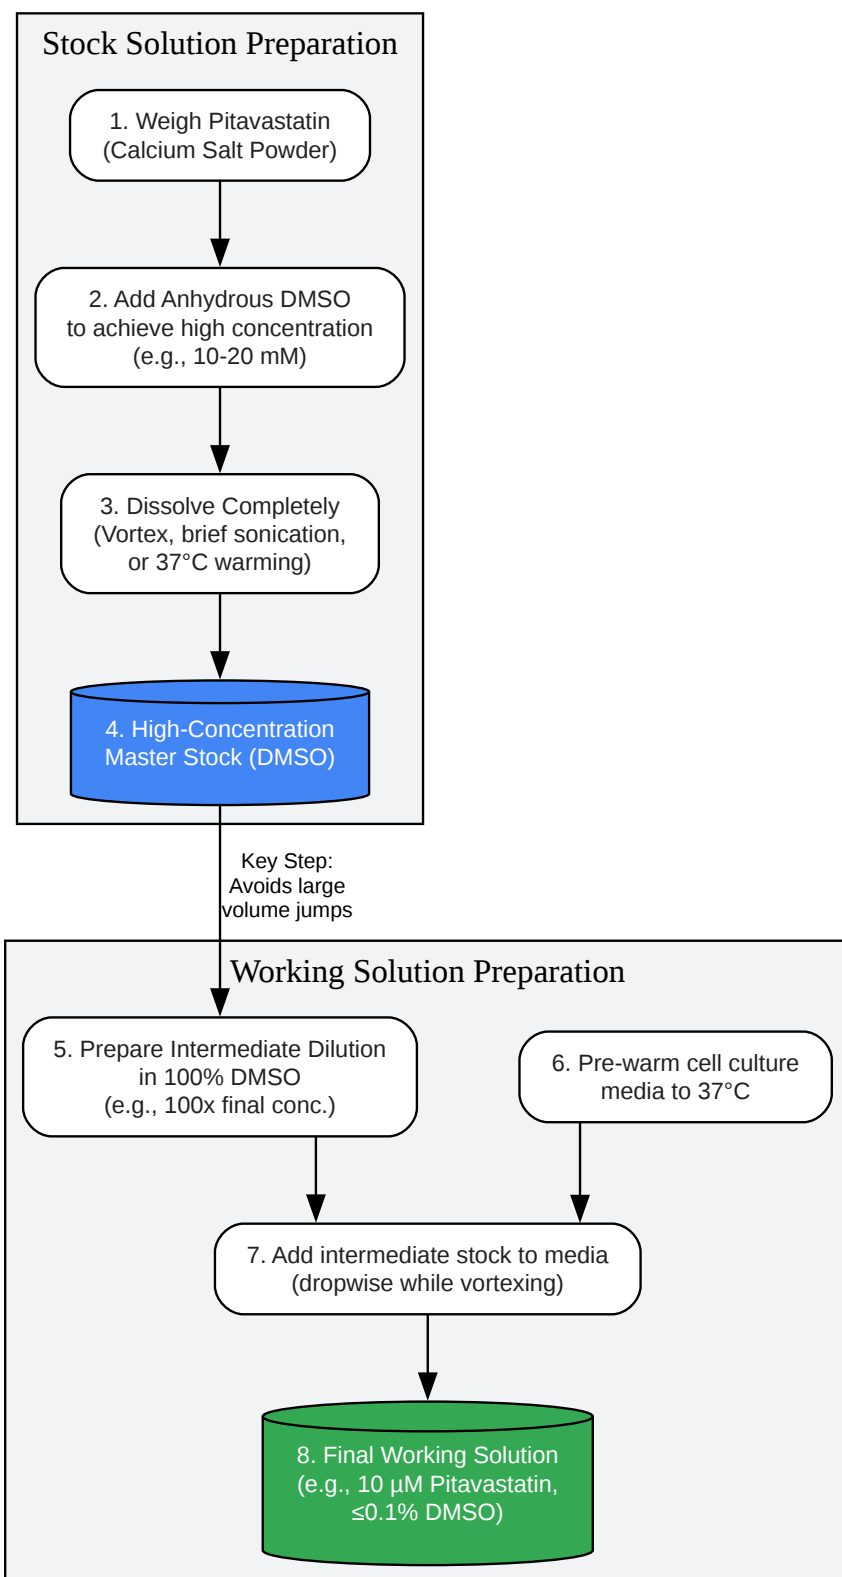 Stock Solution Preparation
1. Weigh Pitavastatin
(Calcium Salt Powder)
2. Add Anhydrous DMSO
to achieve high concentration
(e.g., 10-20 mM)
3. Dissolve Completely
(Vortex, brief sonication,
or 37°C warming)
4. High-Concentration
Master Stock (DMSO)
Key Step:
Avoids large
volume jumps
Working Solution Preparation
5. Prepare Intermediate Dilution
in 100% DMSO
(e.g., 100x final conc.)
6. Pre-warm cell culture
media to 37°C
7. Add intermediate stock to media
(dropwise while vortexing)
8. Final Working Solution
(e.g., 10 µM Pitavastatin,
≤0.1% DMSO)